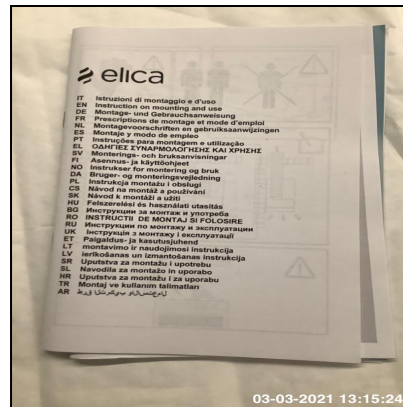 elica
IT Istruzioni di montaggio e d'uso
EN Instruction on mounting and use
DE Montage- und Gebrauchsanweisung
FR Prescriptions de montage et mode d'emploi
NL Montagevoorschriften en gebruiksaanwijzingen
ES Montaje y modo de empleo
PT Instruções para montagem e utilização
EL ΟΔΗΓΙΕΣ ΣΥΝΑΡΜΟΛΟΓΗΣΗΣ ΚΑΙ ΧΡΗΣΗΣ
SV Monterings- och bruksanvisningar
FI Asennus- ja käyttöohjeet
NO Instrukser for montering og bruk
DA Bruger- og monteringsvejledning
PL Instrukcja montażu i obsługi
CS Návod na montáž a používání
SK Návod k montáži a užití
HU Felszerelési és használati utasítás
BG Инструкции за монтаж и употреба
RO INSTRUCTII DE MONTAJ SI FOLOSIRE
RU Инструкции по монтажу и эксплуатации
UK Інструкція з монтажу і експлуатації
ET Paigaldus- ja kasutusjuhend
LT montavimo ir naudojimosi instrukcija
LV ierīkošanas un izmantošanas instrukcija
SR Uputstva za montažu i upotrebu
SL Navodila za montažo in uporabo
HR Uputstva za montažu i za uporabu
TR Montaj ve kullanım talimatları
AR
03-03-2021 13:15:24